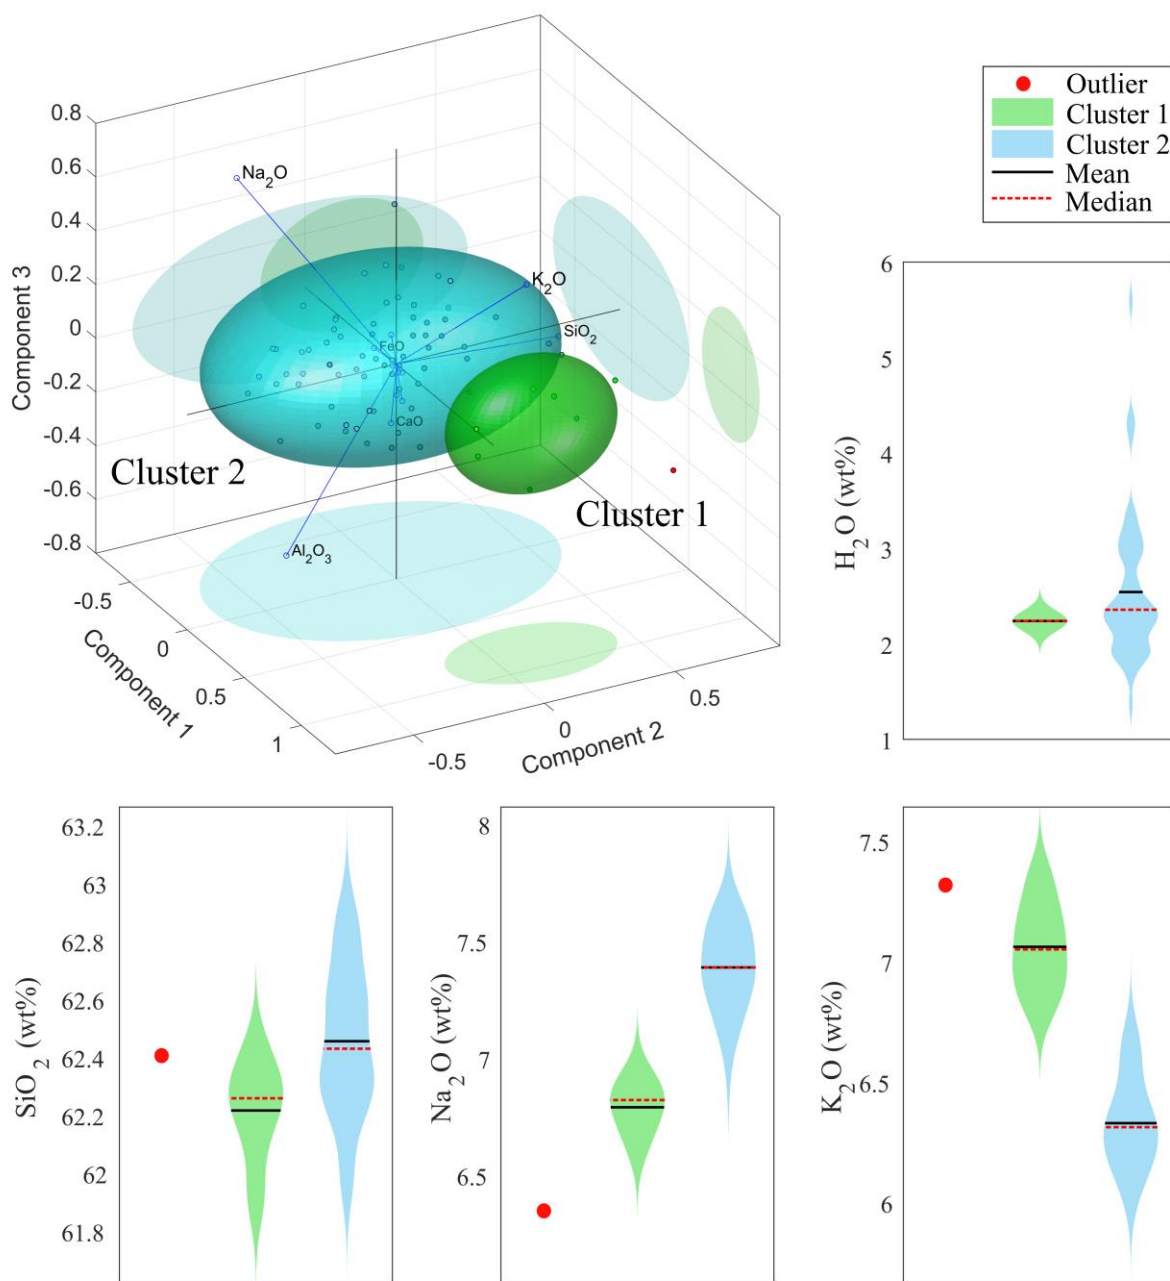 Outlier
Cluster 1
Cluster 2
Mean
Median
0.8
0.6
0.4
0.2
0
-0.2
-0.4
-0.6
-0.8
Component 3
Na₂O
K₂O
SiO₂
FeO
CaO
Al₂O₃
Cluster 2
Cluster 1
-0.5
0
0.5
1
Component 1
-0.5
0
0.5
Component 2
6
5
4
3
2
1
H₂O (wt%)
63.2
63
62.8
62.6
62.4
62.2
62
61.8
SiO₂ (wt%)
8
7.5
7
6.5
Na₂O (wt%)
7.5
7
6.5
6
K₂O (wt%)